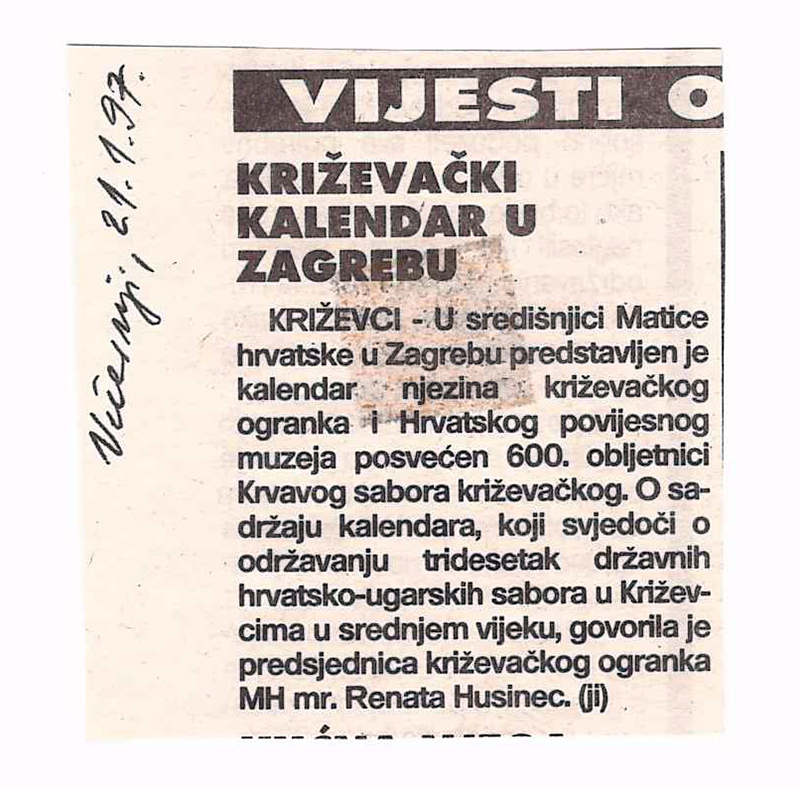 Večernji, 21.1.97.
VIJESTI O
KRIŽEVAČKI
KALENDAR U
ZAGREBU
KRIŽEVCI - U središnjici Matice
hrvatske u Zagrebu predstavljen je
kalendar njezina križevačkog
ogranka i Hrvatskog povijesnog
muzeja posvećen 600. obljetnici
Krvavog sabora križevačkog. O sa-
držaju kalendara, koji svjedoči o
održavanju tridesetak državnih
hrvatsko-ugarskih sabora u Križev-
cima u srednjem vijeku, govorila je
predsjednica križevačkog ogranka
MH mr. Renata Husinec. (ji)